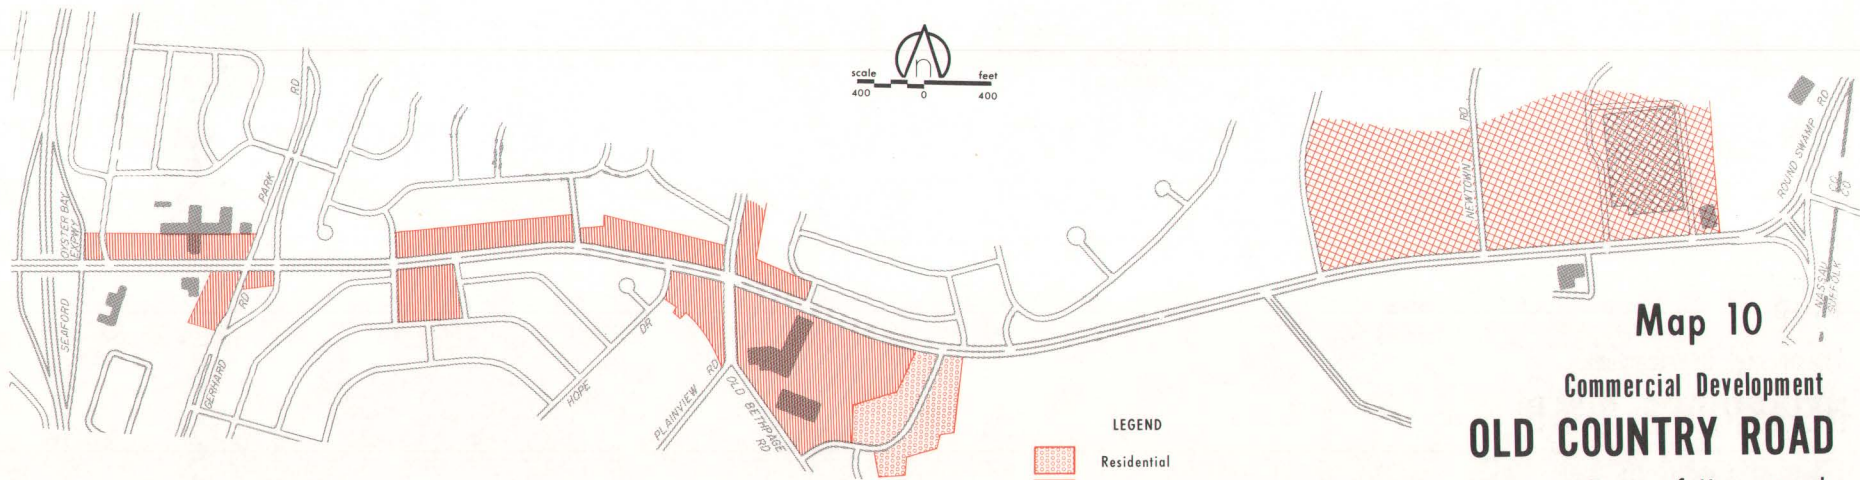 scale feet
400 0 400
RD
PARK
OYSTER BAY
EXPWY
SEAFORD
RD
GERHARD
HOPE DR
PLAINVIEW RD
OLD BETHPAGE
RD
NEWTOWN RD
ROUND SWAMP RD
CO
CO
NASSAU
SUFFOLK
Map 10
Commercial Development
OLD COUNTRY ROAD
LEGEND
Residential